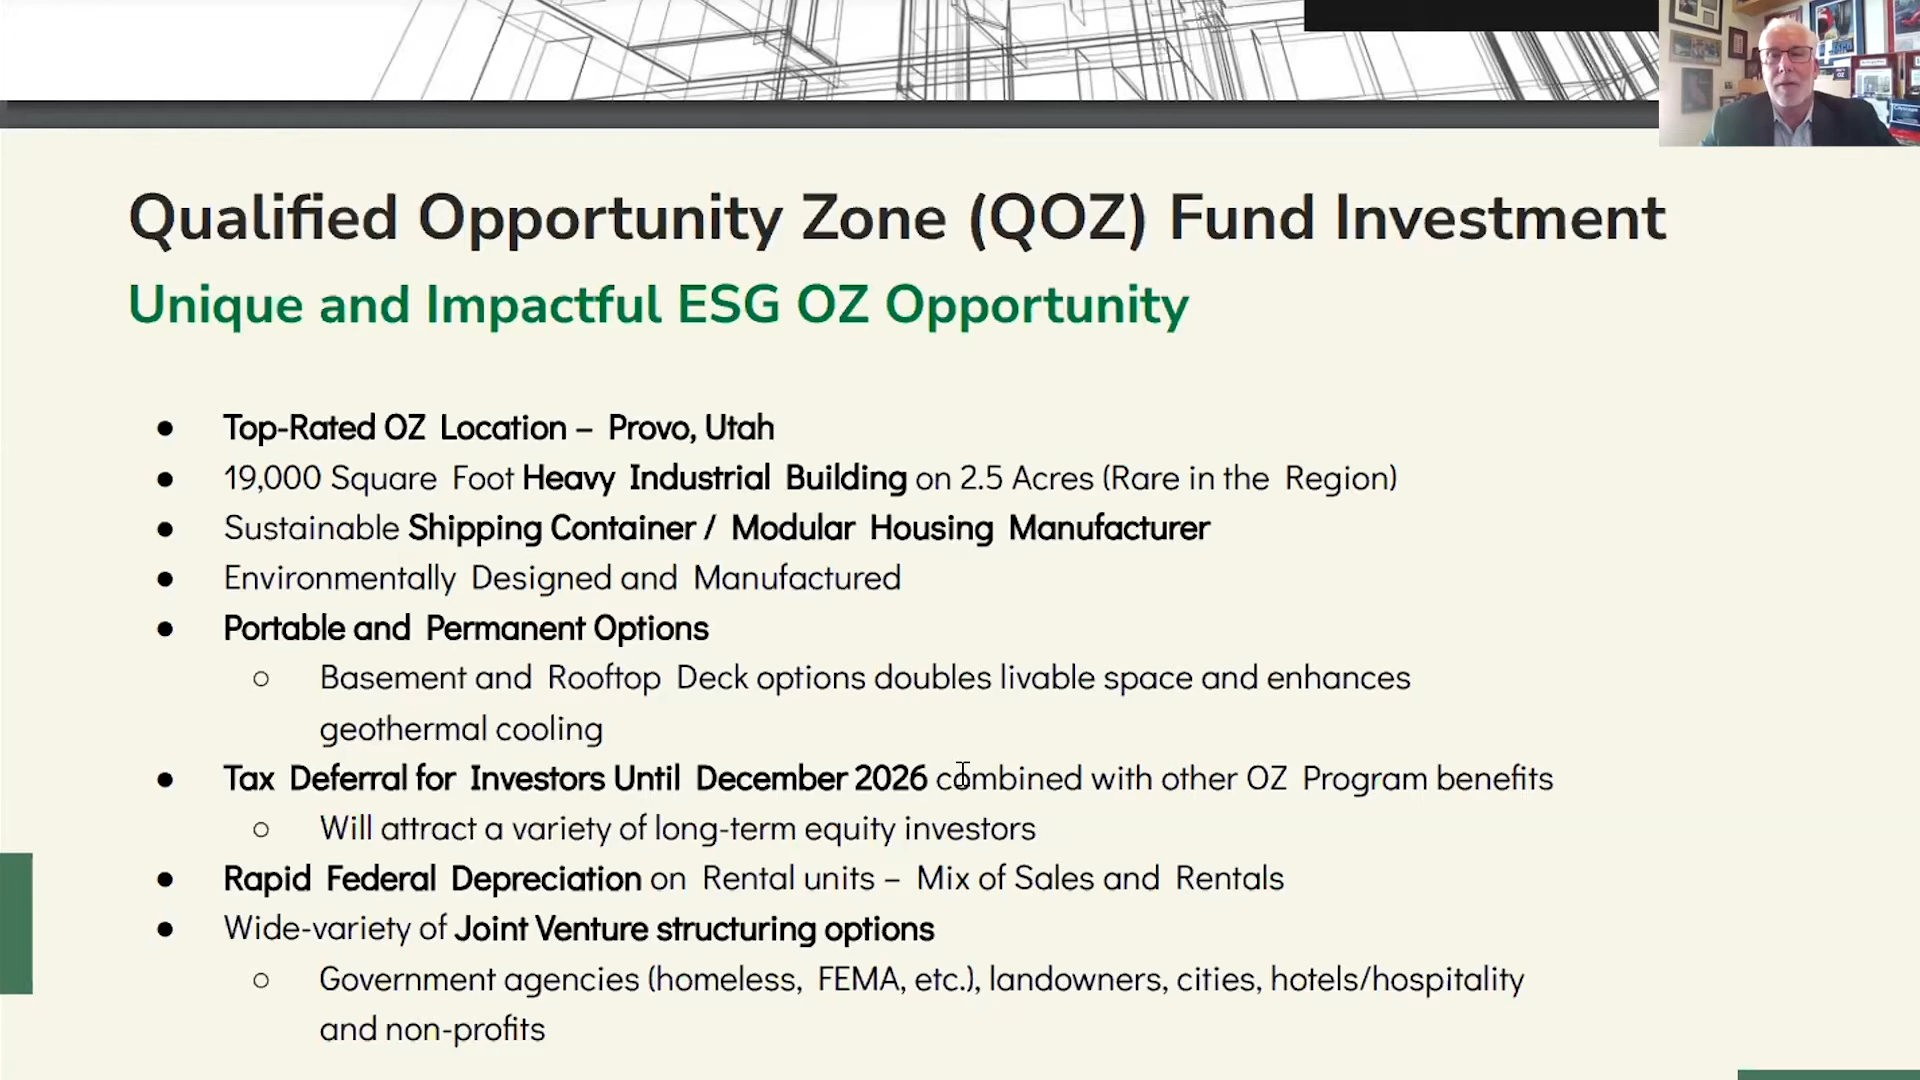 Qualified Opportunity Zone (QOZ) Fund Investment
Unique and Impactful ESG OZ Opportunity
● Top-Rated OZ Location – Provo, Utah
● 19,000 Square Foot Heavy Industrial Building on 2.5 Acres (Rare in the Region)
● Sustainable Shipping Container / Modular Housing Manufacturer
● Environmentally Designed and Manufactured
● Portable and Permanent Options
○ Basement and Rooftop Deck options doubles livable space and enhances
geothermal cooling
● Tax Deferral for Investors Until December 2026 combined with other OZ Program benefits
○ Will attract a variety of long-term equity investors
● Rapid Federal Depreciation on Rental units – Mix of Sales and Rentals
● Wide-variety of Joint Venture structuring options
○ Government agencies (homeless, FEMA, etc.), landowners, cities, hotels/hospitality
and non-profits